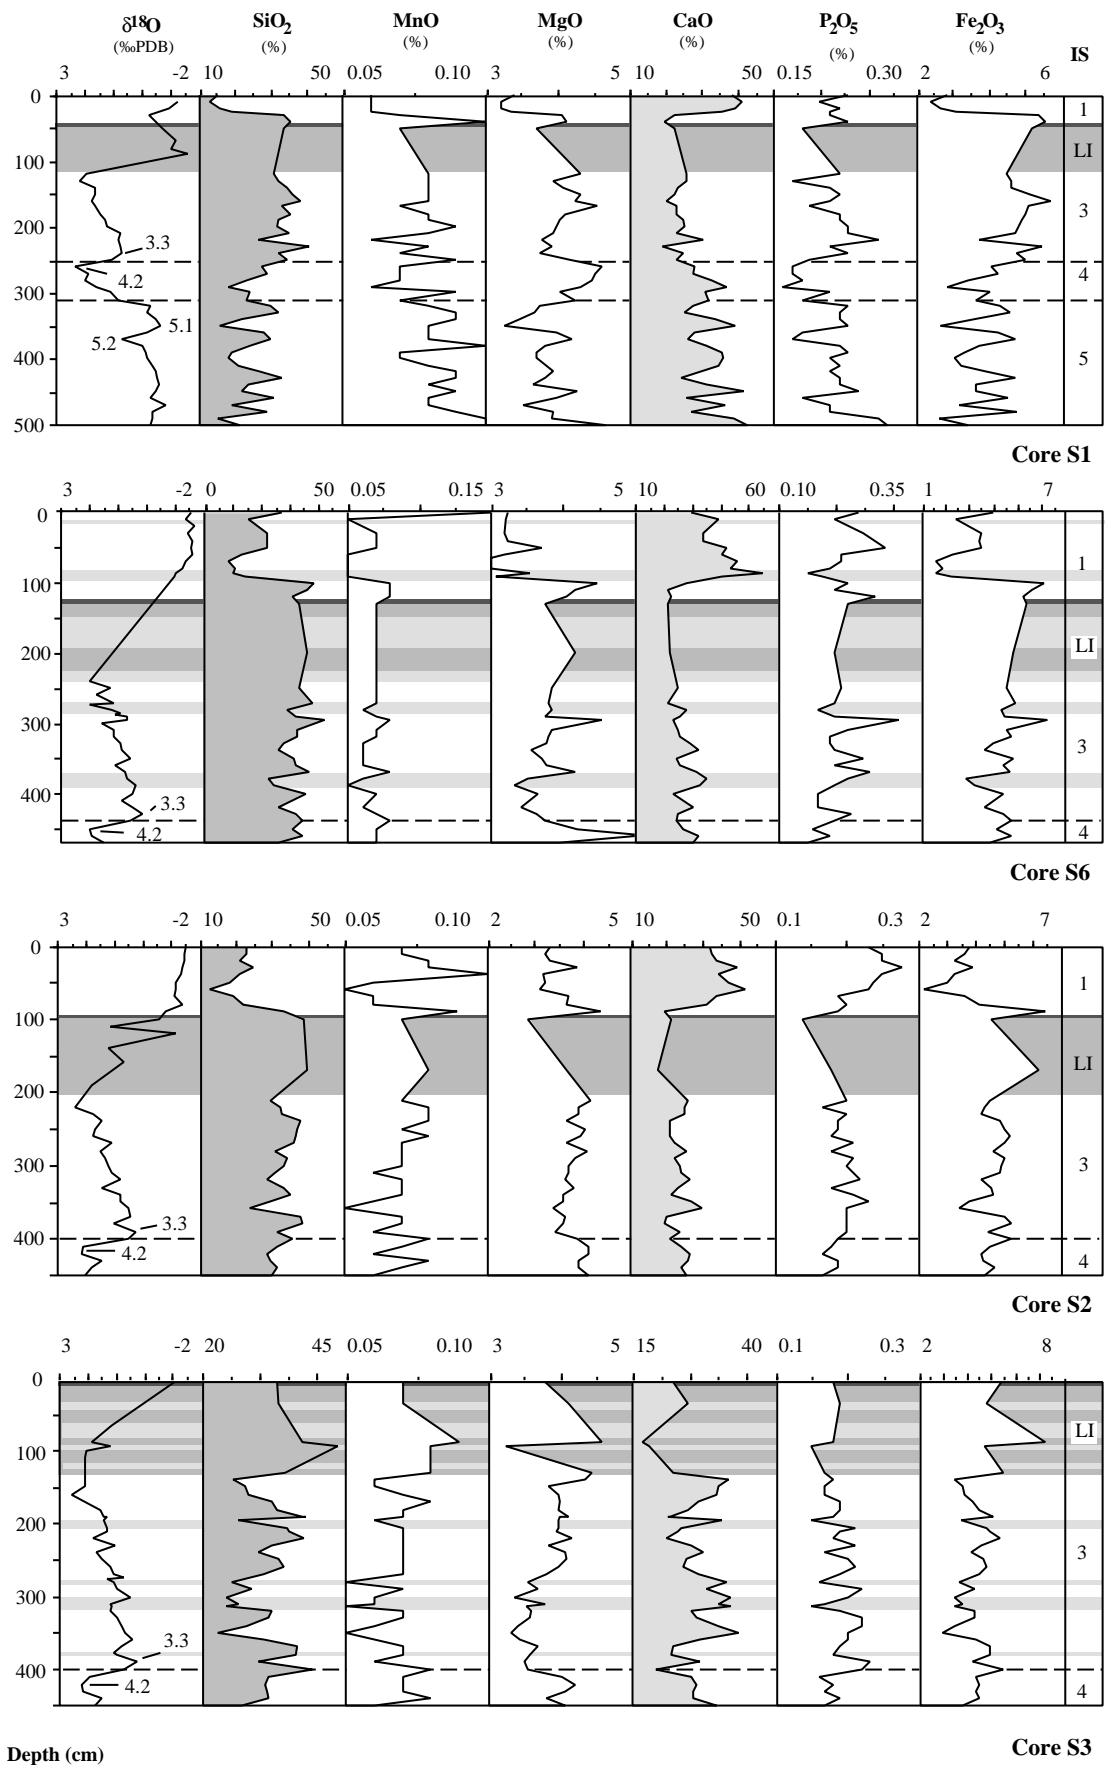 δ18O SiO2 MnO MgO CaO P2O5 Fe2O3
(‰PDB) (%) (%) (%) (%) (%) (%) IS
3 -2 10 50 0.05 0.10 3 5 10 50 0.15 0.30 2 6
0 1
100 LI
200 3
3.3
4.2 4
300
5.1
5.2
400 5
500
Core S1
3 -2 0 50 0.05 0.15 3 5 10 60 0.10 0.35 1 7
0
1
100
200 LI
300 3
400 3.3
4.2 4
Core S6
3 -2 10 50 0.05 0.10 2 5 10 50 0.1 0.3 2 7
0
1
100
LI
200
300 3
3.3
400
4.2 4
Core S2
3 -2 20 45 0.05 0.10 3 5 15 40 0.1 0.3 2 8
0
LI
100
200
3
300
3.3
400
4.2 4
Core S3
Depth (cm)